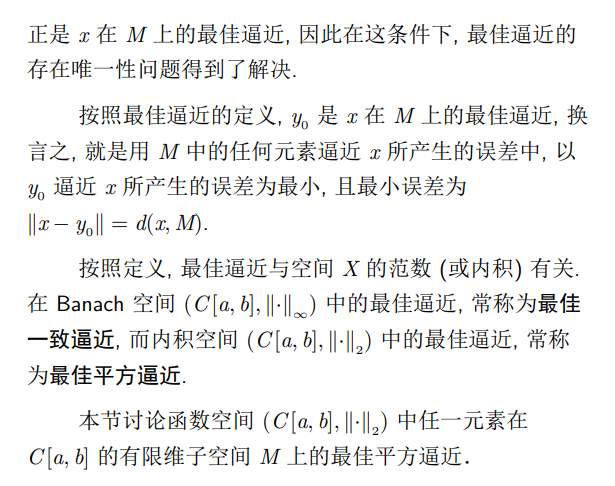 正是 x 在 M 上的最佳逼近, 因此在这条件下, 最佳逼近的
存在唯一性问题得到了解决.
按照最佳逼近的定义, y₀ 是 x 在 M 上的最佳逼近, 换
言之, 就是用 M 中的任何元素逼近 x 所产生的误差中, 以
y₀ 逼近 x 所产生的误差为最小, 且最小误差为
‖x − y₀‖ = d(x, M).
按照定义, 最佳逼近与空间 X 的范数 (或内积) 有关.
在 Banach 空间 (C[a, b], ‖·‖∞) 中的最佳逼近, 常称为最佳
一致逼近, 而内积空间 (C[a, b], ‖·‖₂) 中的最佳逼近, 常称
为最佳平方逼近.
本节讨论函数空间 (C[a, b], ‖·‖₂) 中任一元素在
C[a, b] 的有限维子空间 M 上的最佳平方逼近.